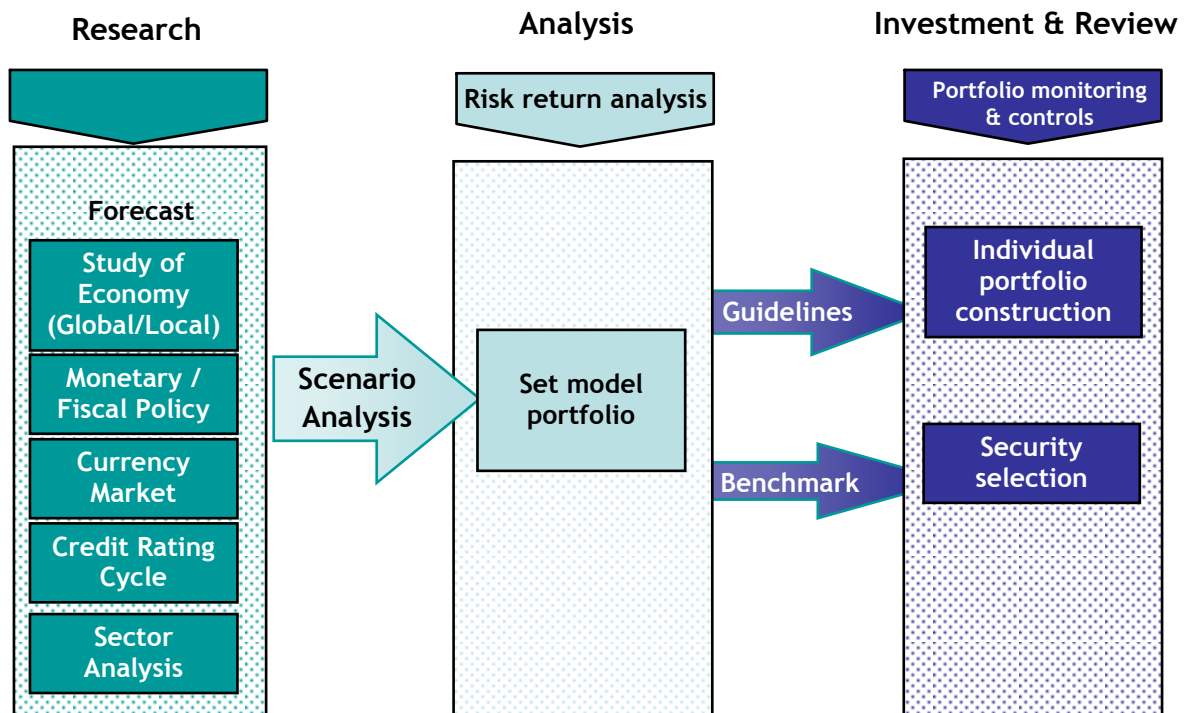 Research
Forecast
Study of
Economy
(Global/Local)
Monetary /
Fiscal Policy
Currency
Market
Credit Rating
Cycle
Sector
Analysis
Scenario
Analysis
Analysis
Risk return analysis
Set model
portfolio
Guidelines
Benchmark
Investment & Review
Portfolio monitoring
& controls
Individual
portfolio
construction
Security
selection